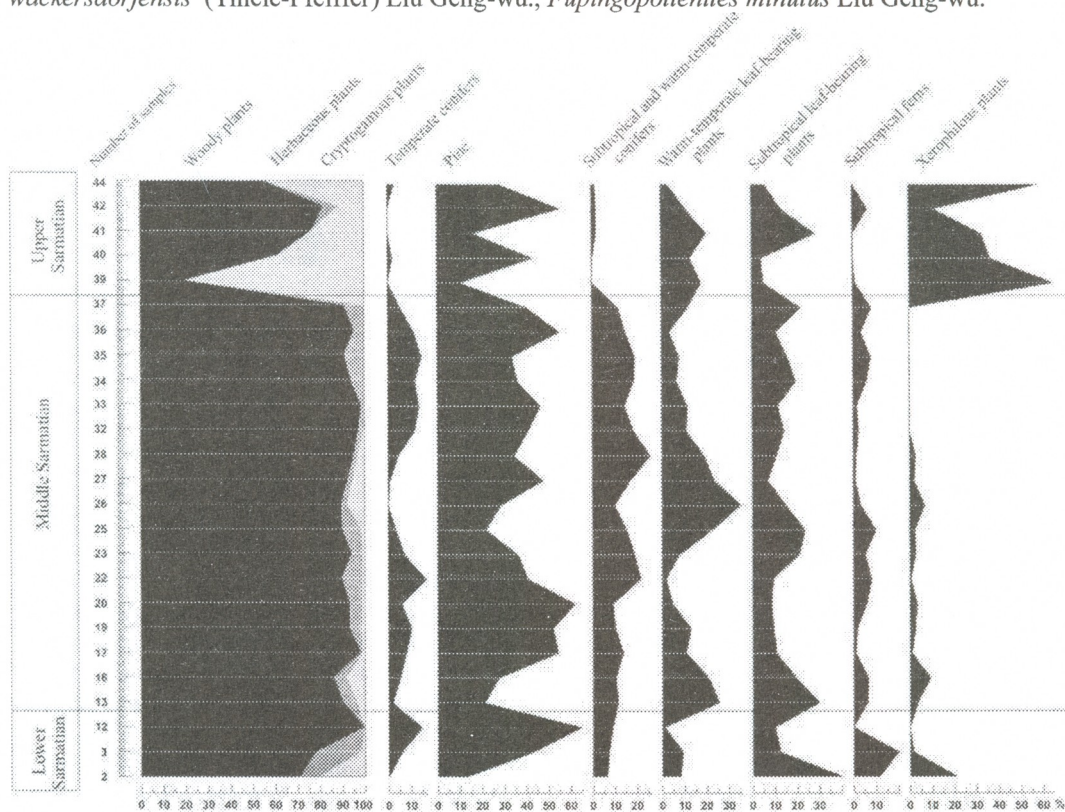 wackersdorfensis (Thiele-Pfeiffer) Liu Geng-wu., Fupingopollenites minutus Liu Geng-wu.
Number of samples
Woody plants
Herbaceous plants
Cryptogamous plants
Temperate conifers
Pine
Subtropical and warm-temperate
conifers
Warm-temperate leaf-bearing
plants
Subtropical leaf-bearing
plants
Subtropical ferns
Xerophilous plants
Upper
Sarmatian
Middle Sarmatian
Lower
Sarmatian
44
42
41
40
39
37
36
35
34
33
28
27
26
25
23
22
20
19
17
16
13
12
3
2
0 10 20 30 40 50 60 70 80 90 100
0 10
0 10 20 30 40 50 60
0 10 20
0 10 20 30
0 10 20 30
0 10
0 10 20 30 40 50 60 %